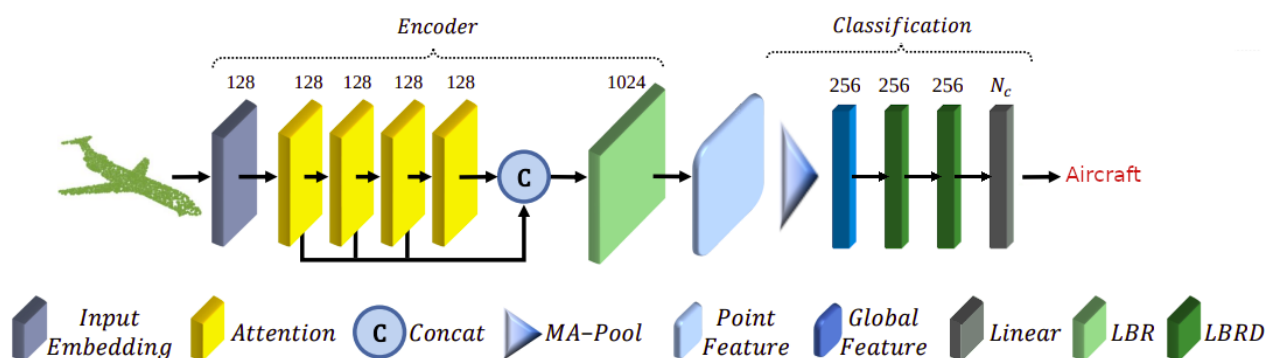 Encoder
Classification
128 128 128 128 128 1024 256 256 256 N_c
C
Aircraft
Input Embedding
Attention
C Concat
MA-Pool
Point Feature
Global Feature
Linear
LBR
LBRD